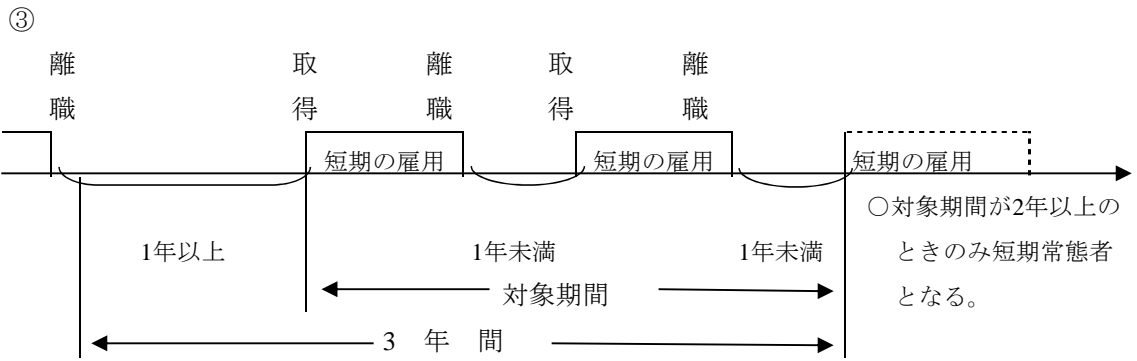 ③
離職 取得 離職 取得 離職
短期の雇用 短期の雇用 短期の雇用
○対象期間が2年以上の
1年以上 1年未満 1年未満 ときのみ短期常態者
となる。
対象期間
3 年 間